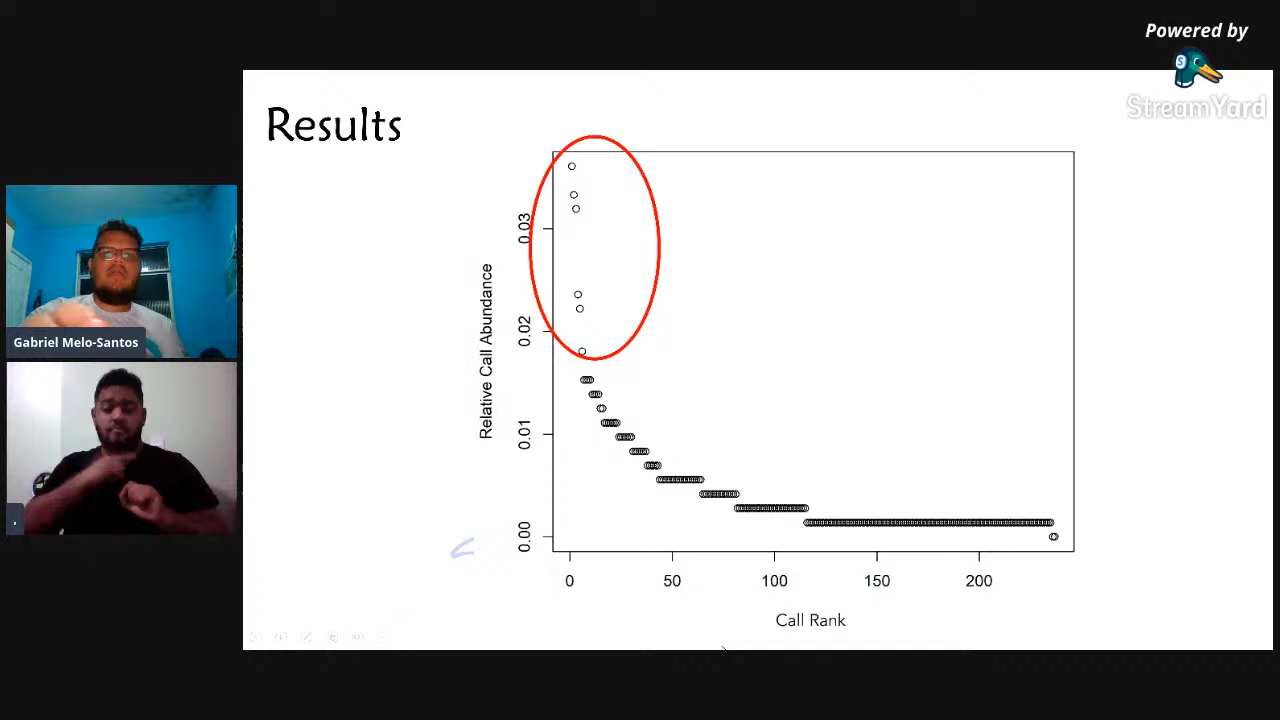 Powered by
StreamYard
Results
Gabriel Melo-Santos
,
Relative Call Abundance
0.03
0.02
0.01
0.00
0
50
100
150
200
Call Rank